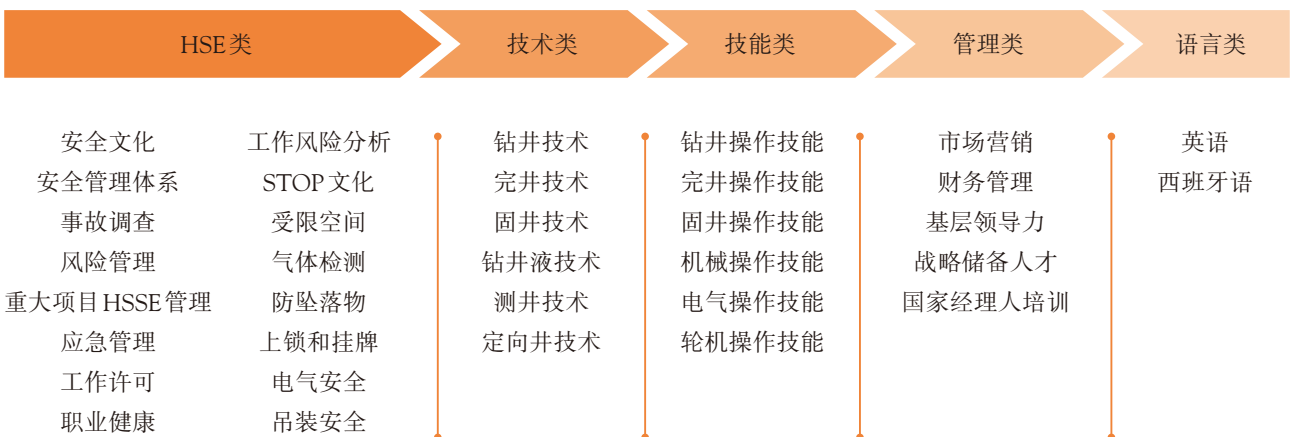 HSE类
技术类
技能类
管理类
语言类
安全文化
安全管理体系
事故调查
风险管理
重大项目HSSE管理
应急管理
工作许可
职业健康
工作风险分析
STOP文化
受限空间
气体检测
防坠落物
上锁和挂牌
电气安全
吊装安全
钻井技术
完井技术
固井技术
钻井液技术
测井技术
定向井技术
钻井操作技能
完井操作技能
固井操作技能
机械操作技能
电气操作技能
轮机操作技能
市场营销
财务管理
基层领导力
战略储备人才
国家经理人培训
英语
西班牙语